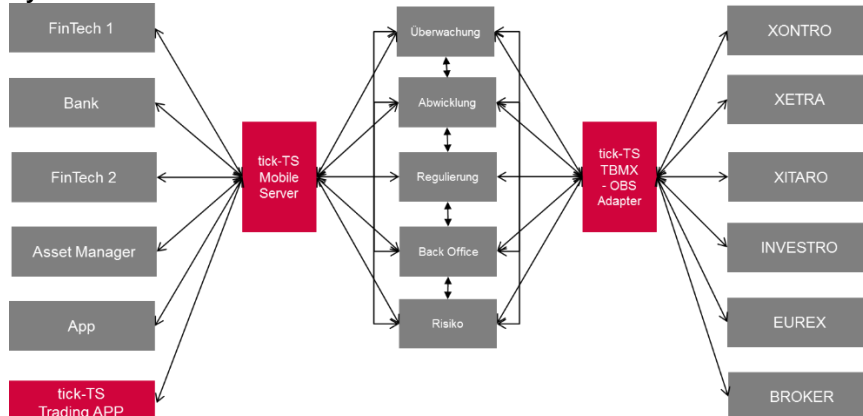 FinTech 1
Bank
FinTech 2
Asset Manager
App
tick-TS
Trading APP
tick-TS
Mobile
Server
Überwachung
Abwicklung
Regulierung
Back Office
Risiko
tick-TS
TBMX
- OBS
Adapter
XONTRO
XETRA
XITARO
INVESTRO
EUREX
BROKER